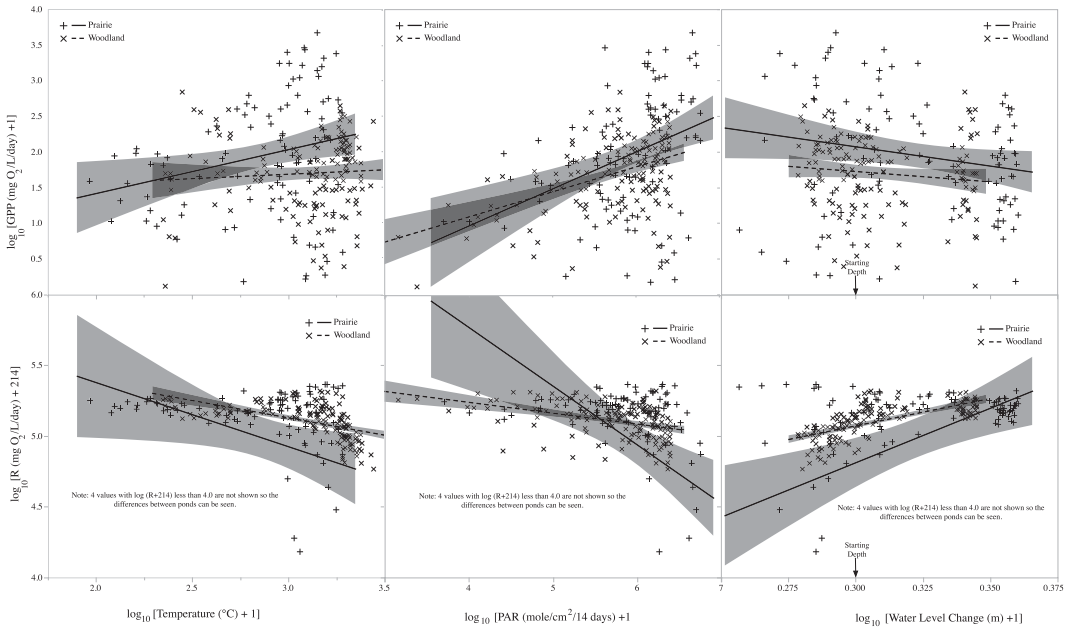 4.0
3.5
3.0
2.5
2.0
1.5
1.0
0.5
6.0
log10 [GPP (mg O2/L/day) +1]
+ — Prairie
× --- Woodland
+ — Prairie
× --- Woodland
+ — Prairie
× --- Woodland
Starting
Depth
5.5
5.0
4.5
4.0
log10 [R (mg O2/L/day) + 214]
+ — Prairie
× --- Woodland
Note: 4 values with log (R+214) less than 4.0 are not shown so the
differences between ponds can be seen.
+ — Prairie
× --- Woodland
Note: 4 values with log (R+214) less than 4.0 are not shown so the
differences between ponds can be seen.
+ — Prairie
× --- Woodland
Note: 4 values with log (R+214) less than 4.0 are not shown so the
differences between ponds can be seen.
Starting
Depth
2.0 2.5 3.0 3.5 4 5 6 7 0.275 0.300 0.325 0.350 0.375
log10 [Temperature (°C) + 1]
log10 [PAR (mole/cm2/14 days) +1
log10 [Water Level Change (m) +1]